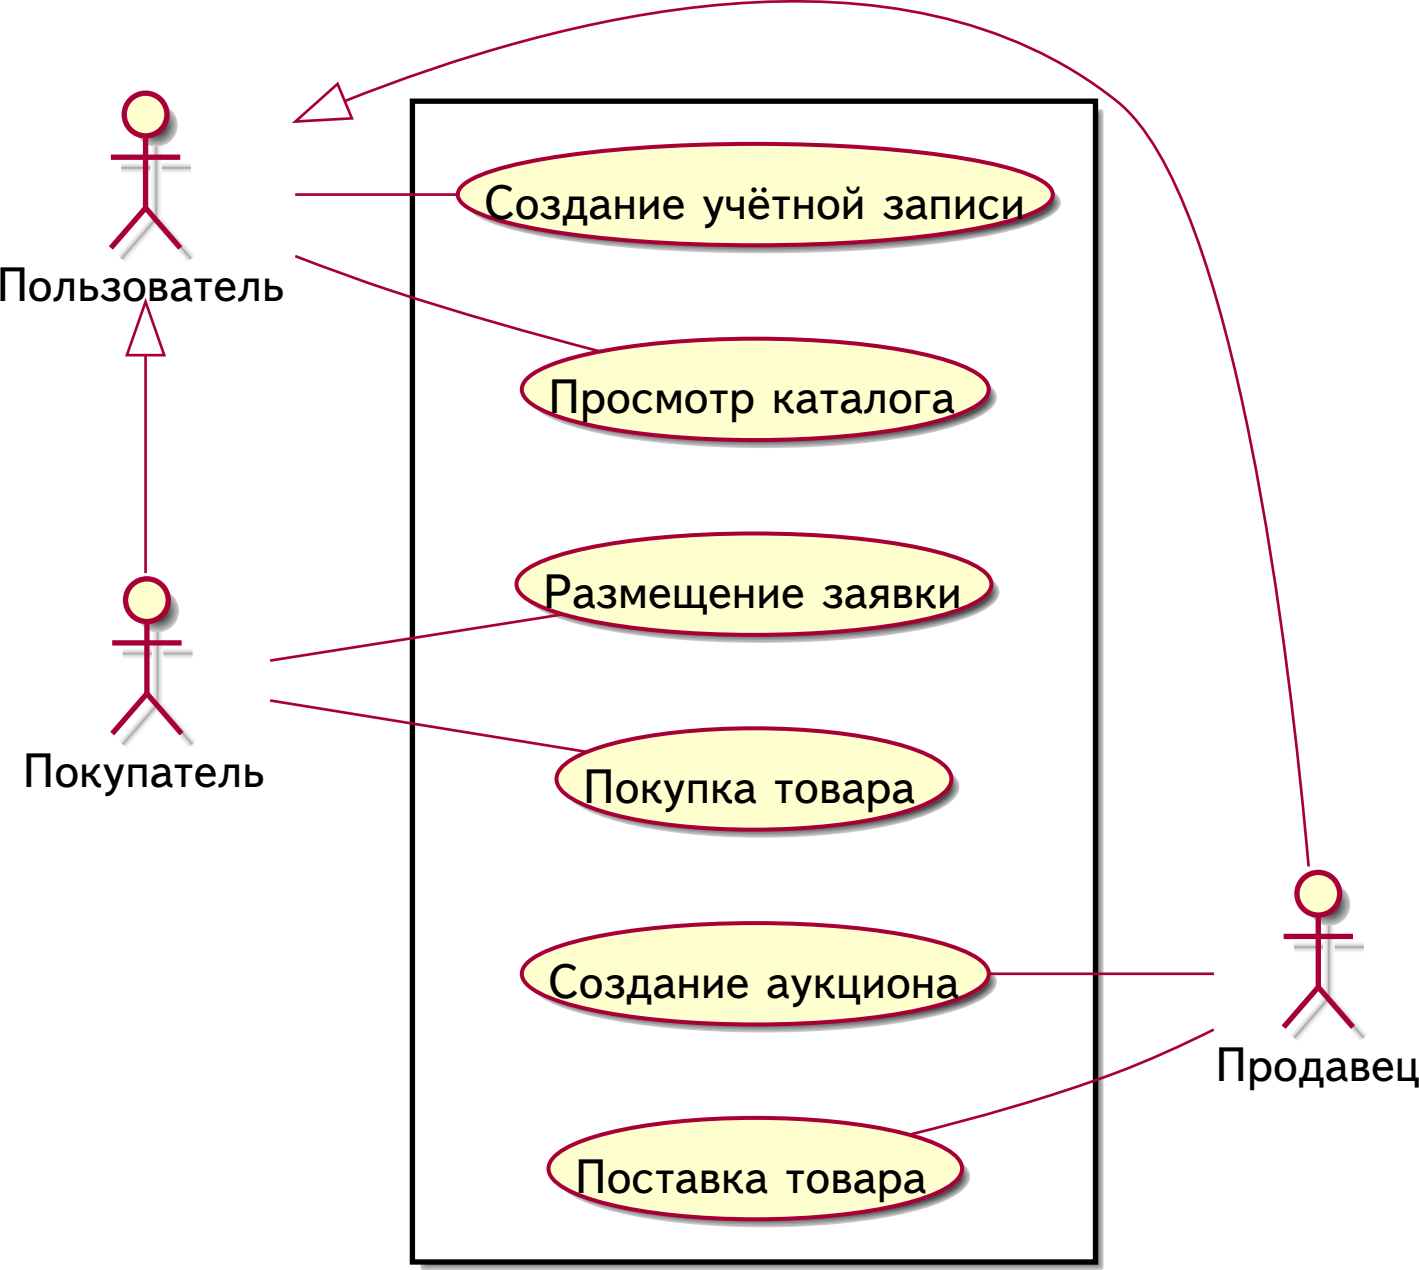 Создание учётной записи
Пользователь
Просмотр каталога
Размещение заявки
Покупатель
Покупка товара
Создание аукциона
Продавец
Поставка товара